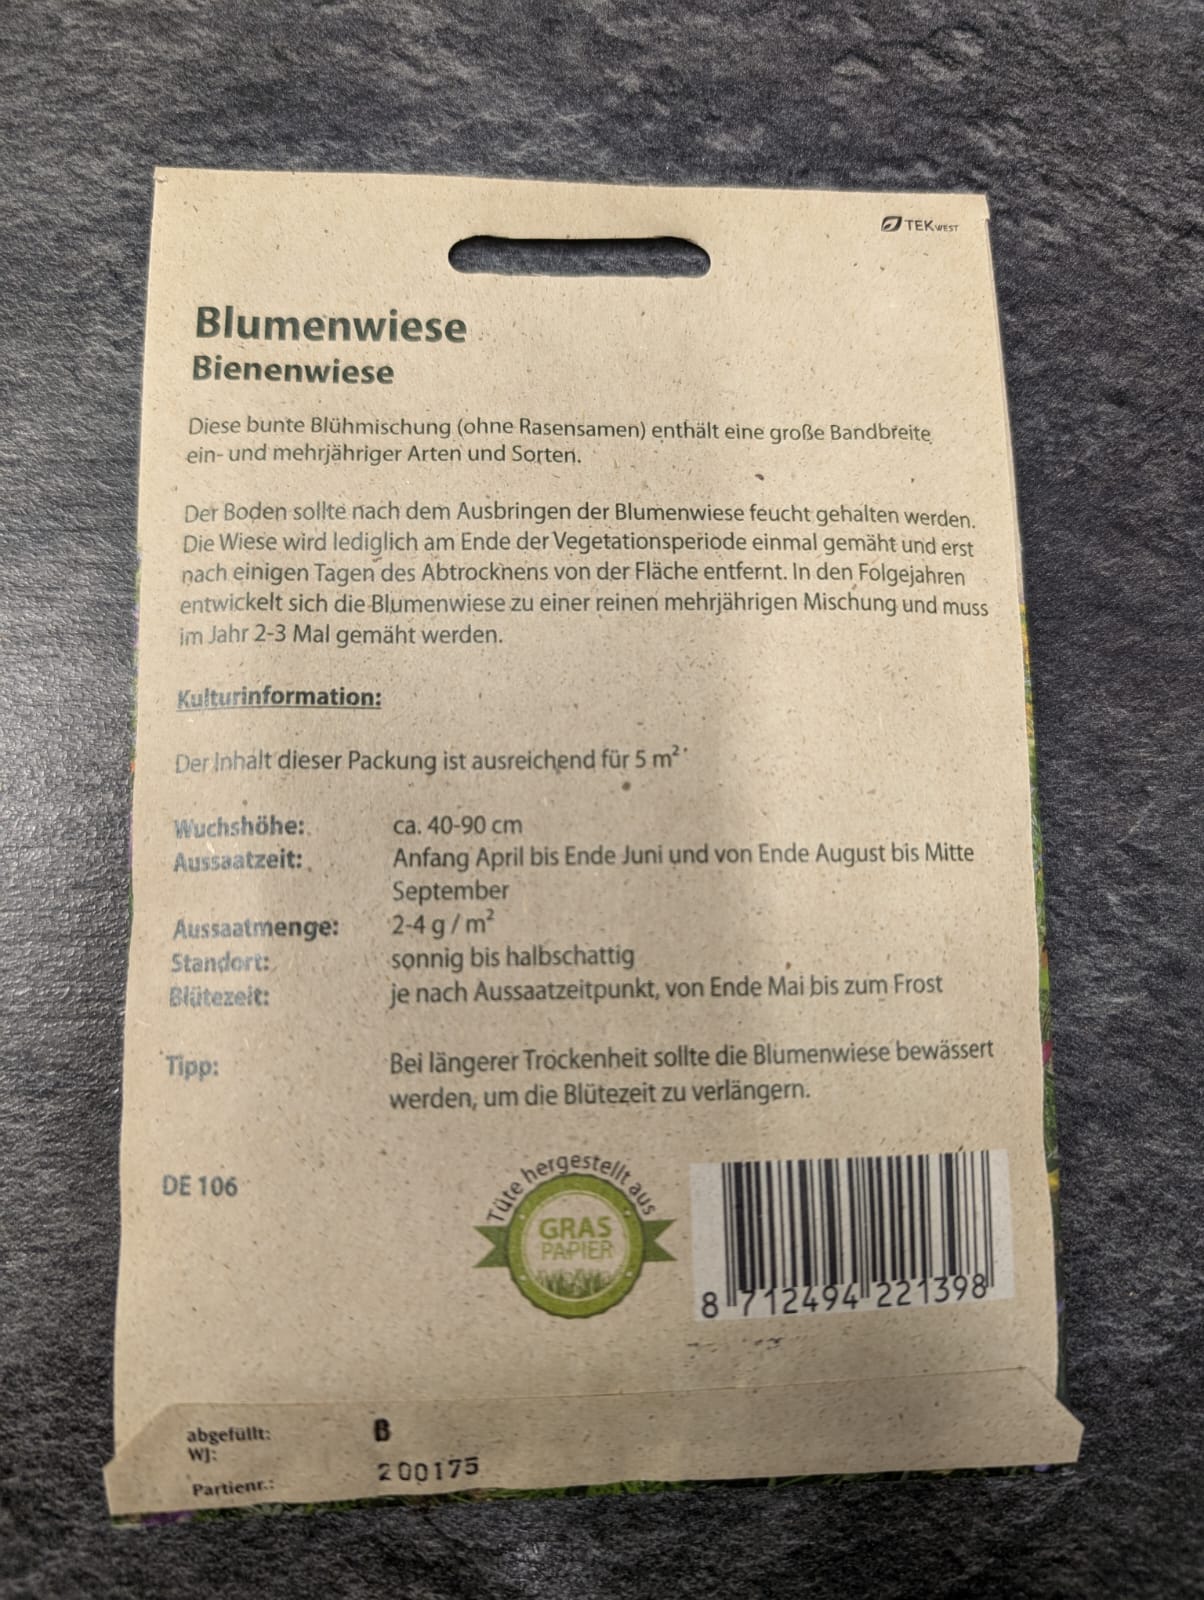 TEKWEST
Blumenwiese
Bienenwiese
Diese bunte Blühmischung (ohne Rasensamen) enthält eine große Bandbreite
ein- und mehrjähriger Arten und Sorten.
Der Boden sollte nach dem Ausbringen der Blumenwiese feucht gehalten werden.
Die Wiese wird lediglich am Ende der Vegetationsperiode einmal gemäht und erst
nach einigen Tagen des Abtrocknens von der Fläche entfernt. In den Folgejahren
entwickelt sich die Blumenwiese zu einer reinen mehrjährigen Mischung und muss
im Jahr 2-3 Mal gemäht werden.
Kulturinformation:
Der Inhalt dieser Packung ist ausreichend für 5 m²
Wuchshöhe: ca. 40-90 cm
Aussaatzeit: Anfang April bis Ende Juni und von Ende August bis Mitte
September
Aussaatmenge: 2-4 g / m²
Standort: sonnig bis halbschattig
Blütezeit: je nach Aussaatzeitpunkt, von Ende Mai bis zum Frost
Tipp: Bei längerer Trockenheit sollte die Blumenwiese bewässert
werden, um die Blütezeit zu verlängern.
DE 106
Tüte hergestellt aus
GRAS
PAPIER
8 712494 221398
abgefüllt: B
WJ:
Partienr.: 200175